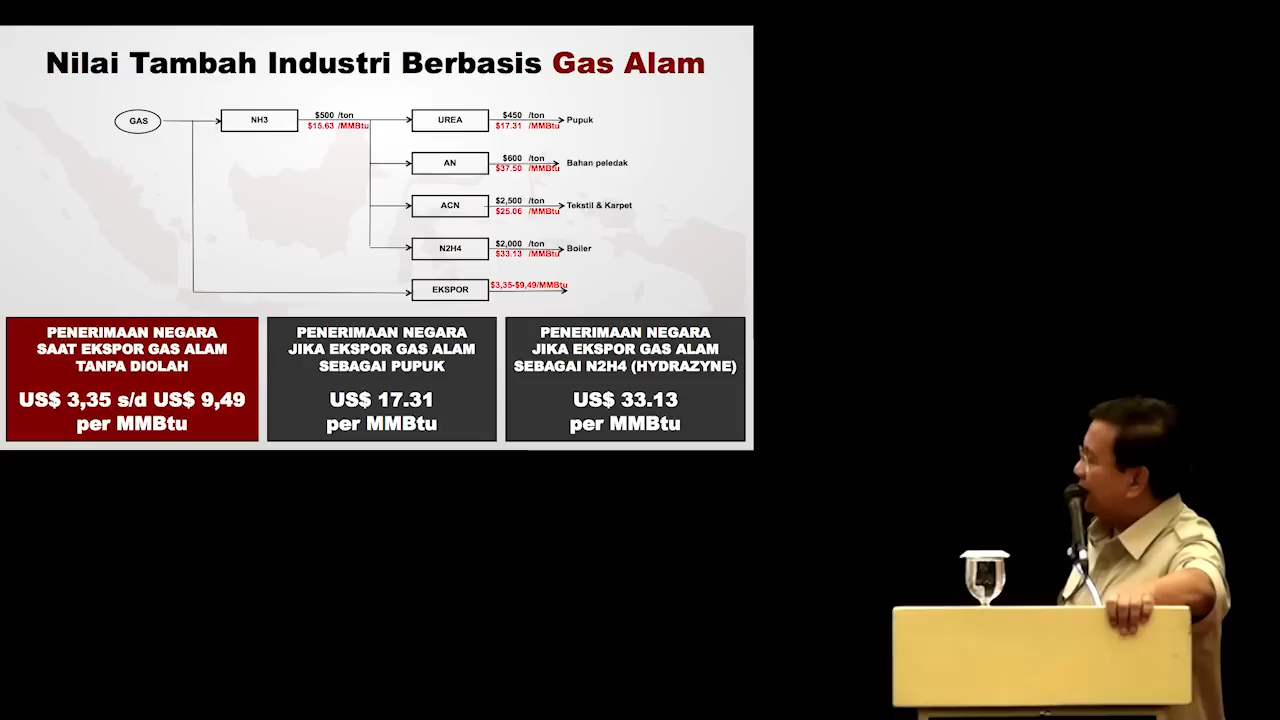 Nilai Tambah Industri Berbasis Gas Alam
GAS
NH3
$500 /ton
$15.63 /MMBtu
UREA
$450 /ton
$17.31 /MMBtu
Pupuk
AN
$600 /ton
$37.50 /MMBtu
Bahan peledak
ACN
$2,500 /ton
$25.06 /MMBtu
Tekstil & Karpet
N2H4
$2,000 /ton
$33.13 /MMBtu
Boiler
EKSPOR
$3,35-$9,49/MMBtu
PENERIMAAN NEGARA
SAAT EKSPOR GAS ALAM
TANPA DIOLAH
US$ 3,35 s/d US$ 9,49
per MMBtu
PENERIMAAN NEGARA
JIKA EKSPOR GAS ALAM
SEBAGAI PUPUK
US$ 17.31
per MMBtu
PENERIMAAN NEGARA
JIKA EKSPOR GAS ALAM
SEBAGAI N2H4 (HYDRAZYNE)
US$ 33.13
per MMBtu